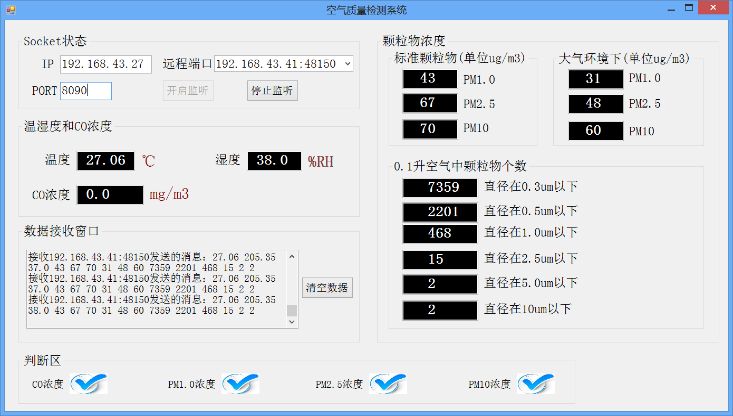 空气质量检测系统
Socket状态
IP 192.168.43.27 远程端口 192.168.43.41:48150
PORT 8090 开启监听 停止监听
温湿度和CO浓度
温度 27.06 ℃ 湿度 38.0 %RH
CO浓度 0.0 mg/m3
数据接收窗口
接收192.168.43.41:48150发送的消息: 27.06 205.35
37.0 43 67 70 31 48 60 7359 2201 468 15 2 2
接收192.168.43.41:48150发送的消息: 27.06 205.35
37.0 43 67 70 31 48 60 7359 2201 468 15 2 2
接收192.168.43.41:48150发送的消息: 27.06 205.35
38.0 43 67 70 31 48 60 7359 2201 468 15 2 2
清空数据
颗粒物浓度
标准颗粒物(单位ug/m3)
43 PM1.0
67 PM2.5
70 PM10
大气环境下(单位ug/m3)
31 PM1.0
48 PM2.5
60 PM10
0.1升空气中颗粒物个数
7359 直径在0.3um以下
2201 直径在0.5um以下
468 直径在1.0um以下
15 直径在2.5um以下
2 直径在5.0um以下
2 直径在10um以下
判断区
CO浓度 PM1.0浓度 PM2.5浓度 PM10浓度